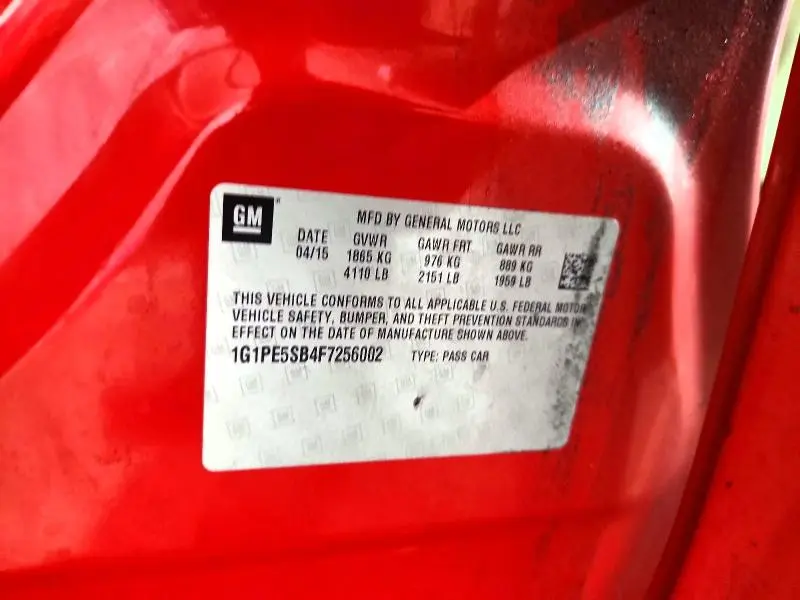 GM
MFD BY GENERAL MOTORS LLC
DATE GVWR GAWR FRT GAWR RR
04/15 1865 KG 976 KG 889 KG
4110 LB 2151 LB 1959 LB
THIS VEHICLE CONFORMS TO ALL APPLICABLE U.S. FEDERAL MOTOR
VEHICLE SAFETY, BUMPER, AND THEFT PREVENTION STANDARDS IN
EFFECT ON THE DATE OF MANUFACTURE SHOWN ABOVE.
1G1PE5SB4F7256002 TYPE: PASS CAR